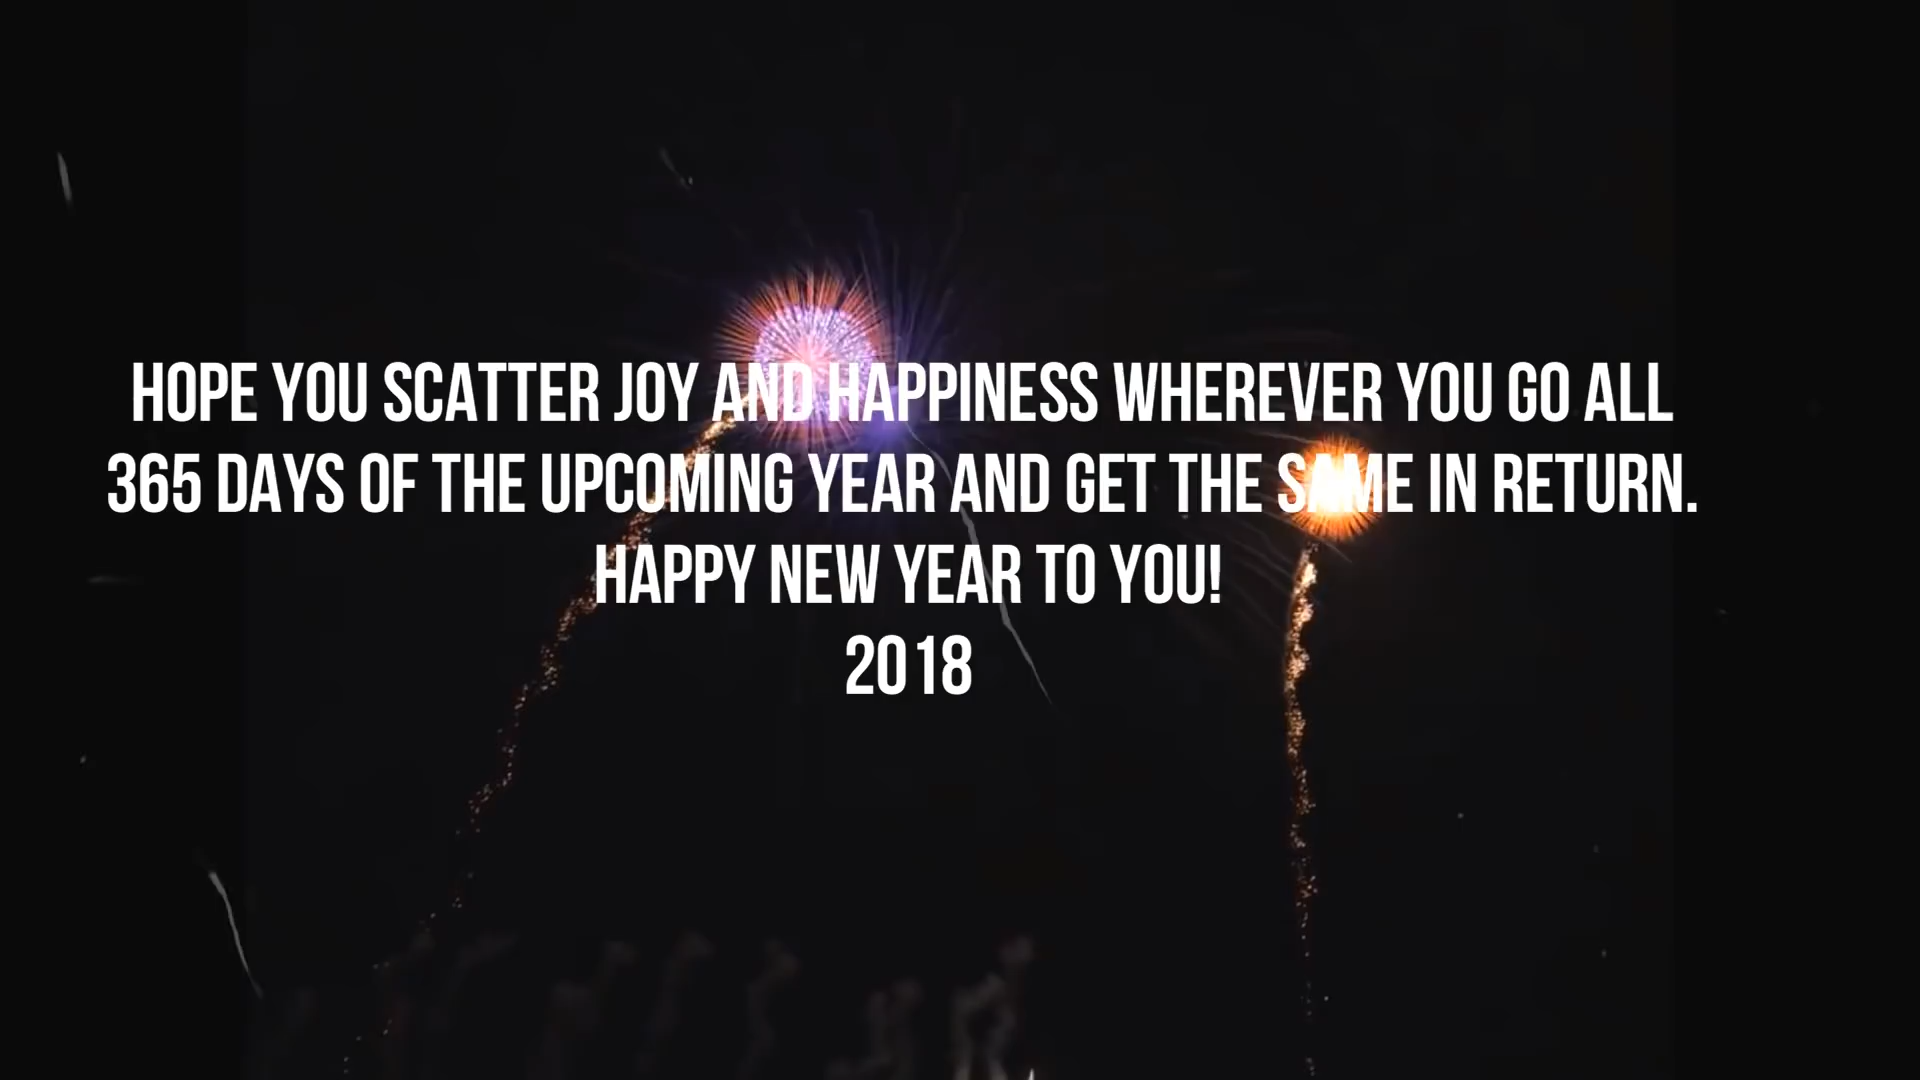 HOPE YOU SCATTER JOY AND HAPPINESS WHEREVER YOU GO ALL
365 DAYS OF THE UPCOMING YEAR AND GET THE SAME IN RETURN.
HAPPY NEW YEAR TO YOU!
2018